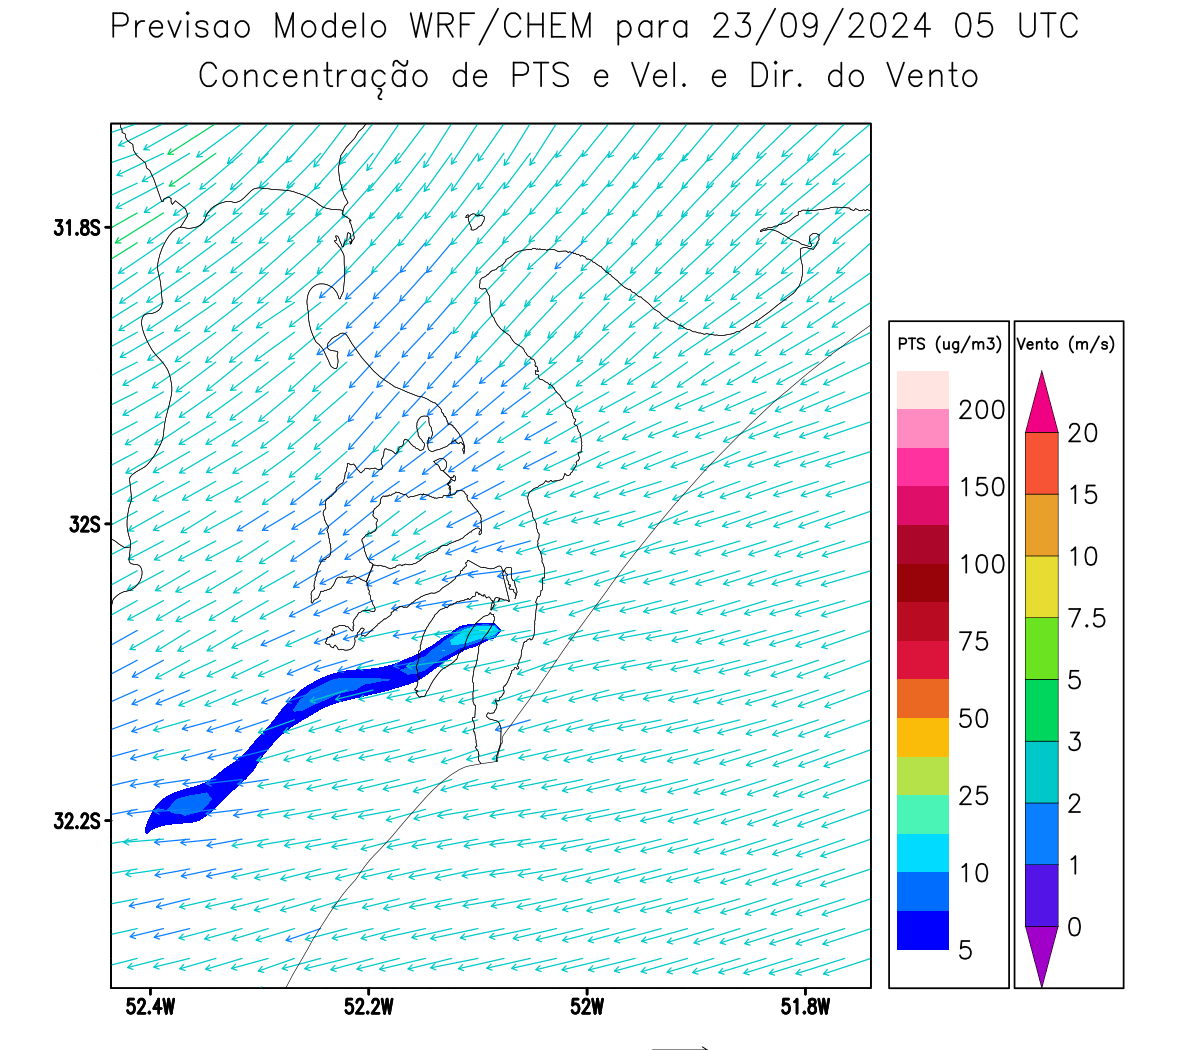 Previsao Modelo WRF/CHEM para 23/09/2024 05 UTC
Concentração de PTS e Vel. e Dir. do Vento
31.8S
32S
32.2S
52.4W
52.2W
52W
51.8W
PTS (ug/m3)
200
150
100
75
50
25
10
5
Vento (m/s)
20
15
10
7.5
5
3
2
1
0